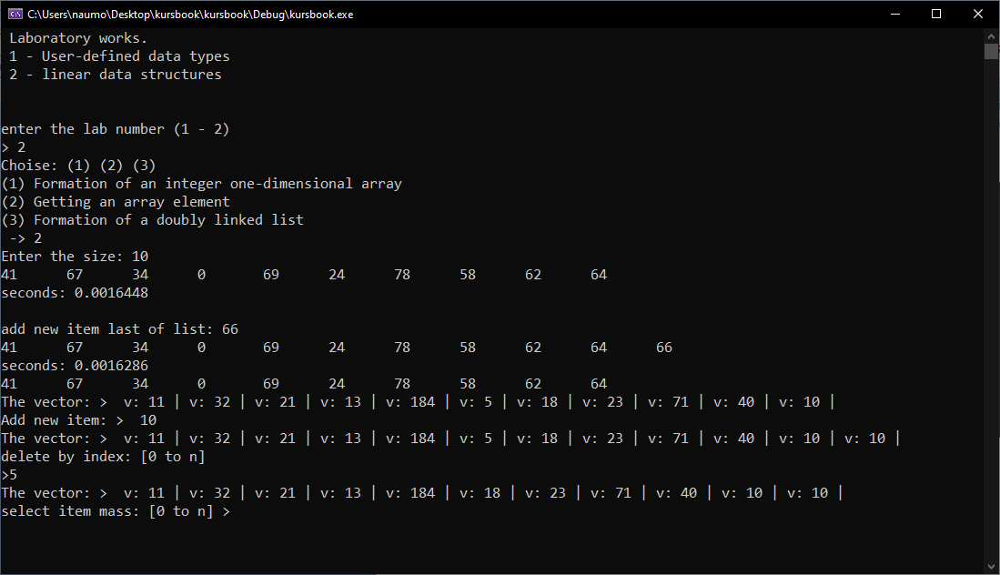 C:\Users\naumo\Desktop\kursbook\kursbook\Debug\kursbook.exe
Laboratory works.
1 - User-defined data types
2 - linear data structures
enter the lab number (1 - 2)
> 2
Choise: (1) (2) (3)
(1) Formation of an integer one-dimensional array
(2) Getting an array element
(3) Formation of a doubly linked list
-> 2
Enter the size: 10
41 67 34 0 69 24 78 58 62 64
seconds: 0.0016448
add new item last of list: 66
41 67 34 0 69 24 78 58 62 64 66
seconds: 0.0016286
41 67 34 0 69 24 78 58 62 64
The vector: > v: 11 | v: 32 | v: 21 | v: 13 | v: 184 | v: 5 | v: 18 | v: 23 | v: 71 | v: 40 | v: 10 |
Add new item: > 10
The vector: > v: 11 | v: 32 | v: 21 | v: 13 | v: 184 | v: 5 | v: 18 | v: 23 | v: 71 | v: 40 | v: 10 | v: 10 |
delete by index: [0 to n]
>5
The vector: > v: 11 | v: 32 | v: 21 | v: 13 | v: 184 | v: 18 | v: 23 | v: 71 | v: 40 | v: 10 | v: 10 |
select item mass: [0 to n] >